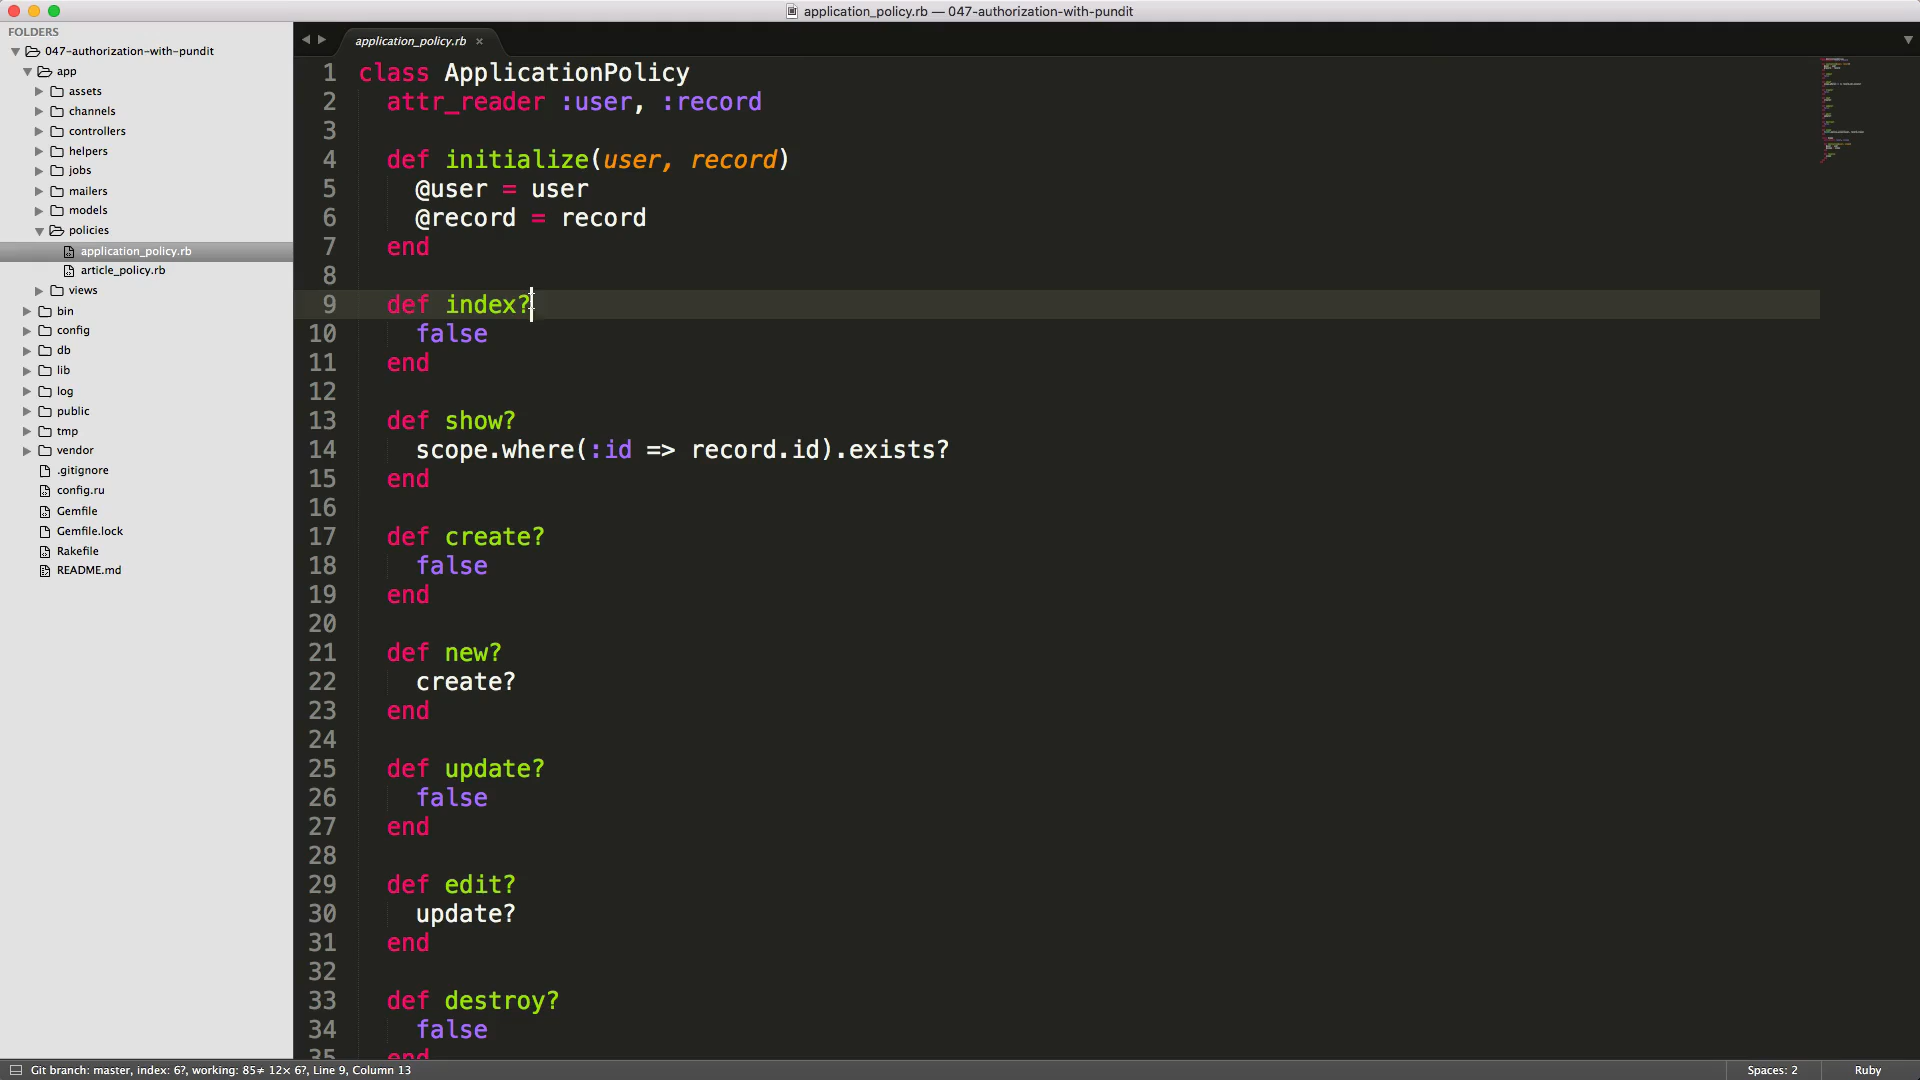 application_policy.rb — 047-authorization-with-pundit
FOLDERS
047-authorization-with-pundit
app
assets
channels
controllers
helpers
jobs
mailers
models
policies
application_policy.rb
article_policy.rb
views
bin
config
db
lib
log
public
tmp
vendor
.gitignore
config.ru
Gemfile
Gemfile.lock
Rakefile
README.md
application_policy.rb ×
1 class ApplicationPolicy
2 attr_reader :user, :record
3
4 def initialize(user, record)
5 @user = user
6 @record = record
7 end
8
9 def index?
10 false
11 end
12
13 def show?
14 scope.where(:id => record.id).exists?
15 end
16
17 def create?
18 false
19 end
20
21 def new?
22 create?
23 end
24
25 def update?
26 false
27 end
28
29 def edit?
30 update?
31 end
32
33 def destroy?
34 false
35 end
Git branch: master, index: 6?, working: 85≠ 12× 6?, Line 9, Column 13
Spaces: 2
Ruby